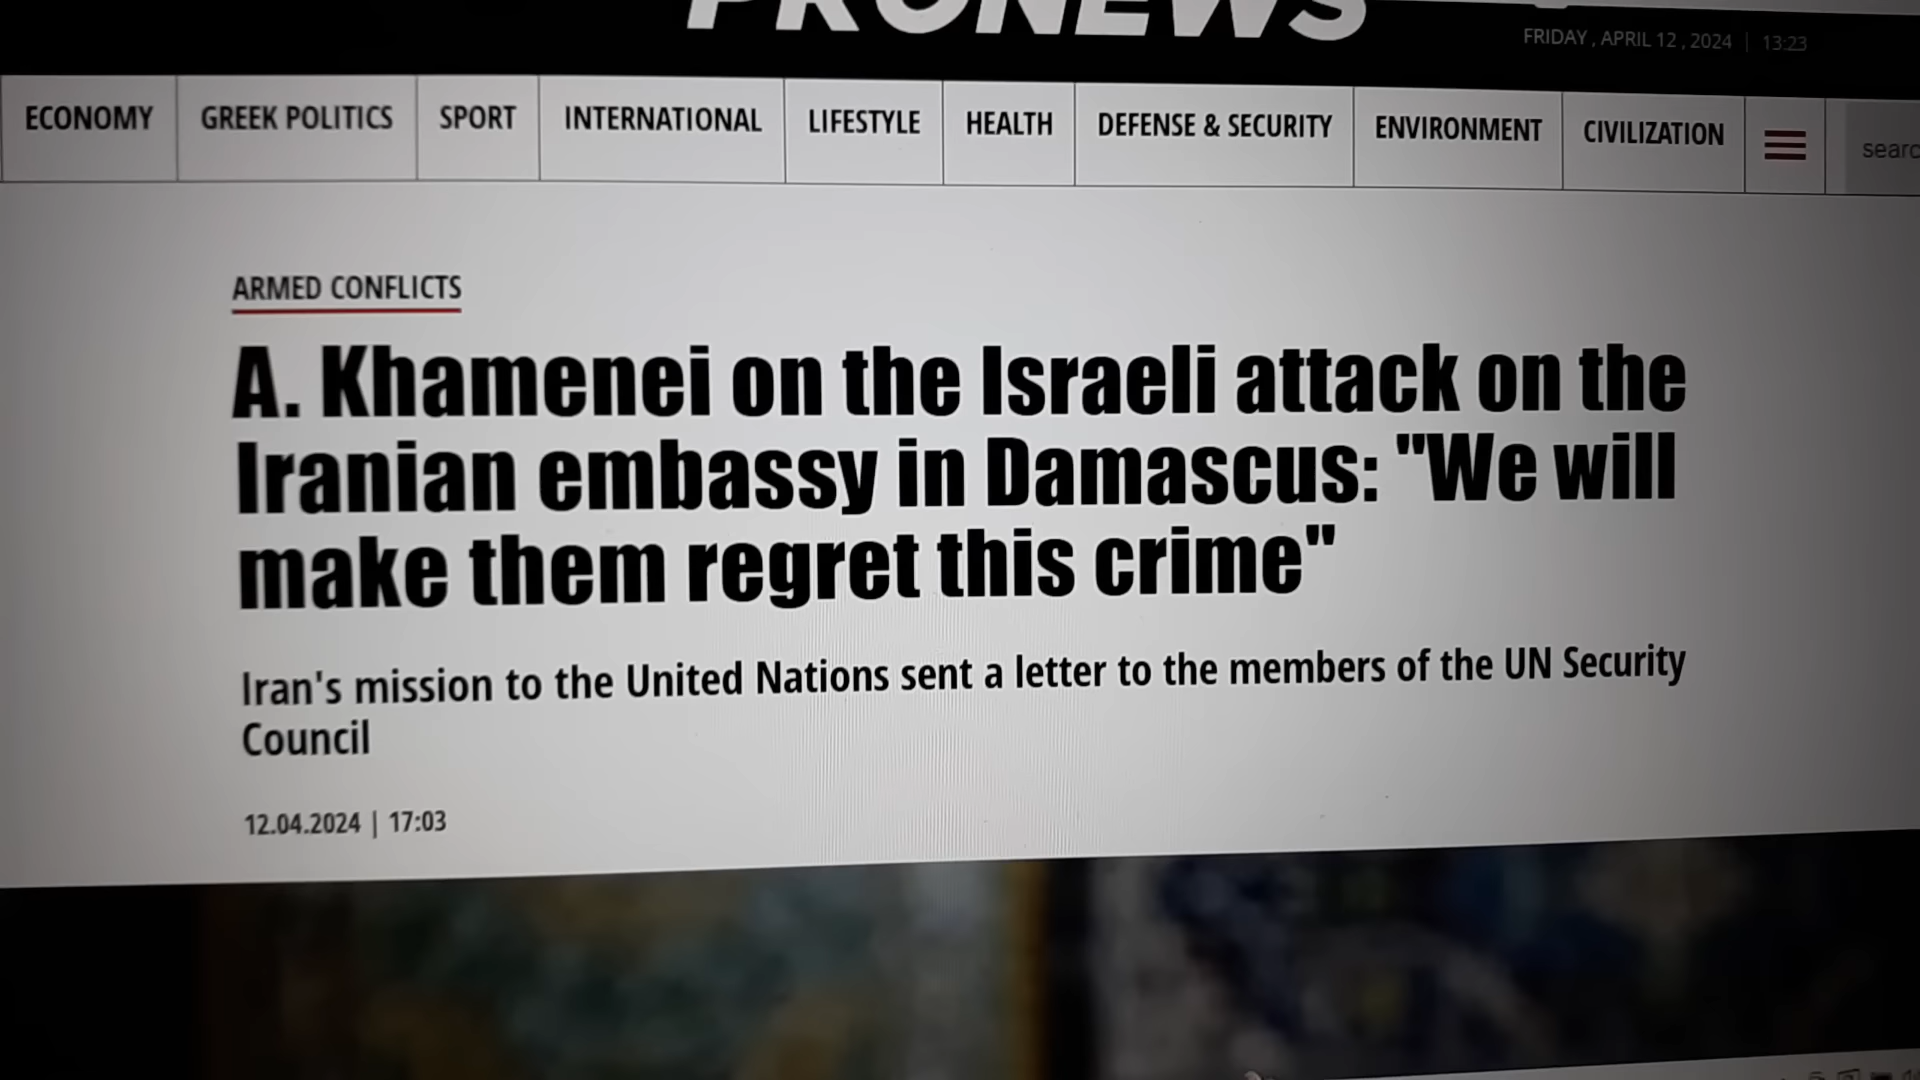 PRONEWS
FRIDAY , APRIL 12 , 2024 | 13:23
ECONOMY GREEK POLITICS SPORT INTERNATIONAL LIFESTYLE HEALTH DEFENSE & SECURITY ENVIRONMENT CIVILIZATION searc
ARMED CONFLICTS
A. Khamenei on the Israeli attack on the
Iranian embassy in Damascus: "We will
make them regret this crime"
Iran's mission to the United Nations sent a letter to the members of the UN Security
Council
12.04.2024 | 17:03